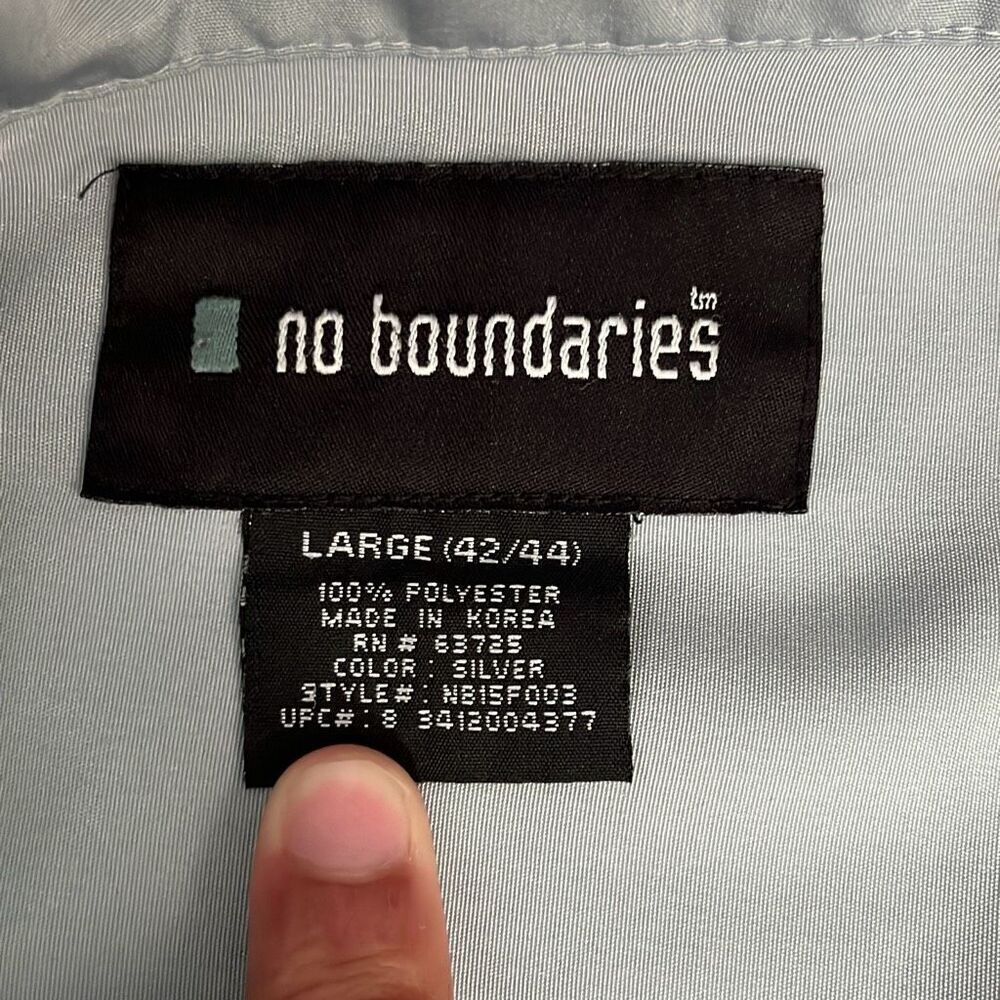 no boundaries tm
LARGE (42/44)
100% POLYESTER
MADE IN KOREA
RN # 63725
COLOR : SILVER
STYLE# : NB15F003
UPC# : 8 3412004377